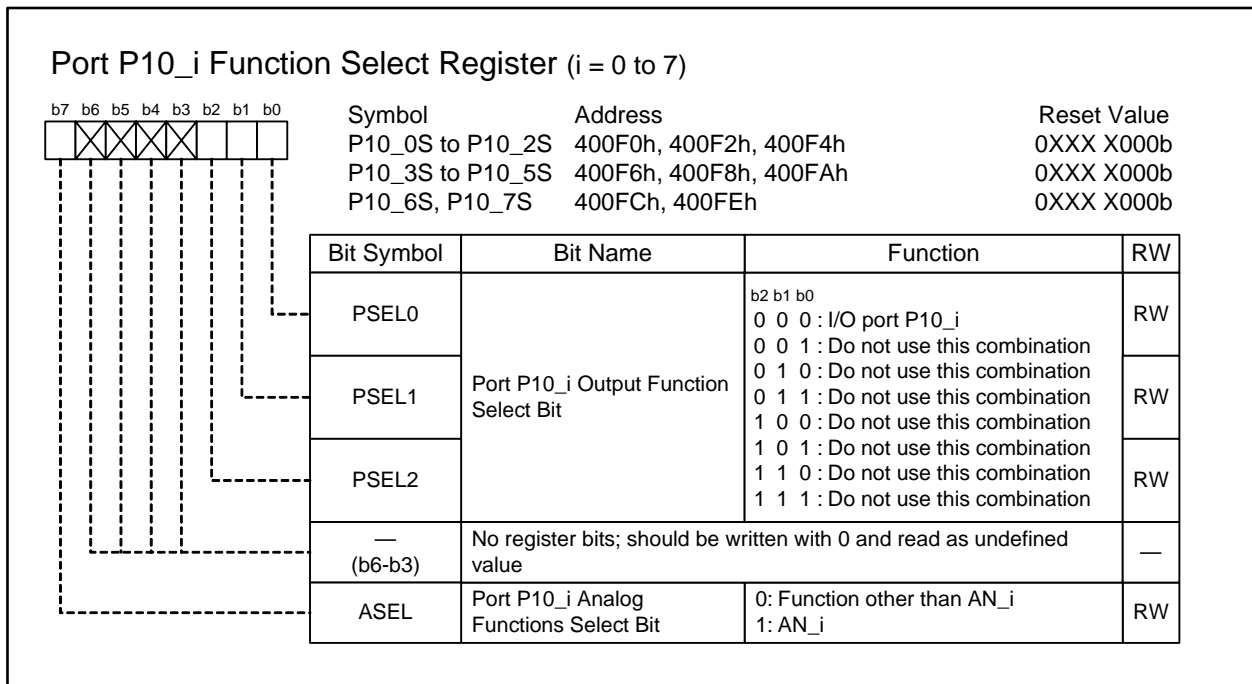 Port P10_i Function Select Register (i = 0 to 7)
b7 b6 b5 b4 b3 b2 b1 b0
Symbol Address Reset Value
P10_0S to P10_2S 400F0h, 400F2h, 400F4h 0XXX X000b
P10_3S to P10_5S 400F6h, 400F8h, 400FAh 0XXX X000b
P10_6S, P10_7S 400FCh, 400FEh 0XXX X000b
Bit Symbol Bit Name Function RW
PSEL0 RW
PSEL1 RW
PSEL2 RW
Port P10_i Output Function
Select Bit
b2 b1 b0
0 0 0 : I/O port P10_i
0 0 1 : Do not use this combination
0 1 0 : Do not use this combination
0 1 1 : Do not use this combination
1 0 0 : Do not use this combination
1 0 1 : Do not use this combination
1 1 0 : Do not use this combination
1 1 1 : Do not use this combination
—
(b6-b3)
No register bits; should be written with 0 and read as undefined
value
—
ASEL
Port P10_i Analog
Functions Select Bit
0: Function other than AN_i
1: AN_i
RW